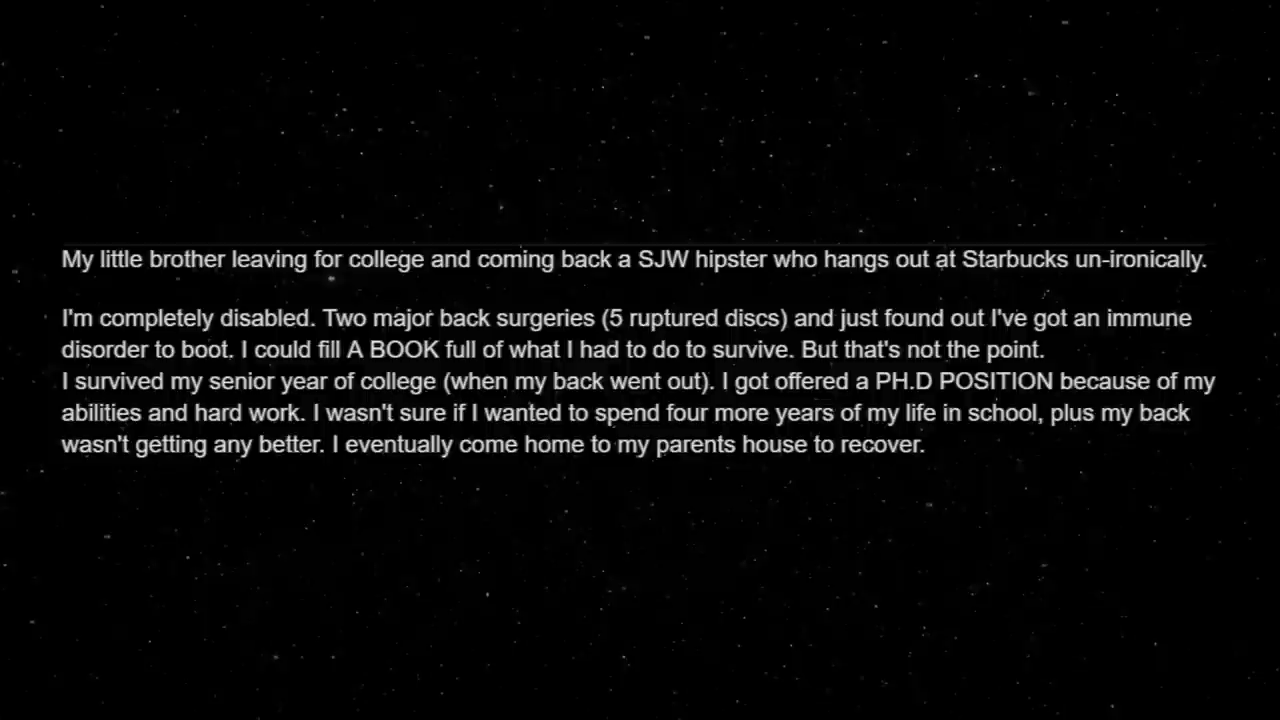 My little brother leaving for college and coming back a SJW hipster who hangs out at Starbucks un-ironically.
I'm completely disabled. Two major back surgeries (5 ruptured discs) and just found out I've got an immune
disorder to boot. I could fill A BOOK full of what I had to do to survive. But that's not the point.
I survived my senior year of college (when my back went out). I got offered a PH.D POSITION because of my
abilities and hard work. I wasn't sure if I wanted to spend four more years of my life in school, plus my back
wasn't getting any better. I eventually come home to my parents house to recover.